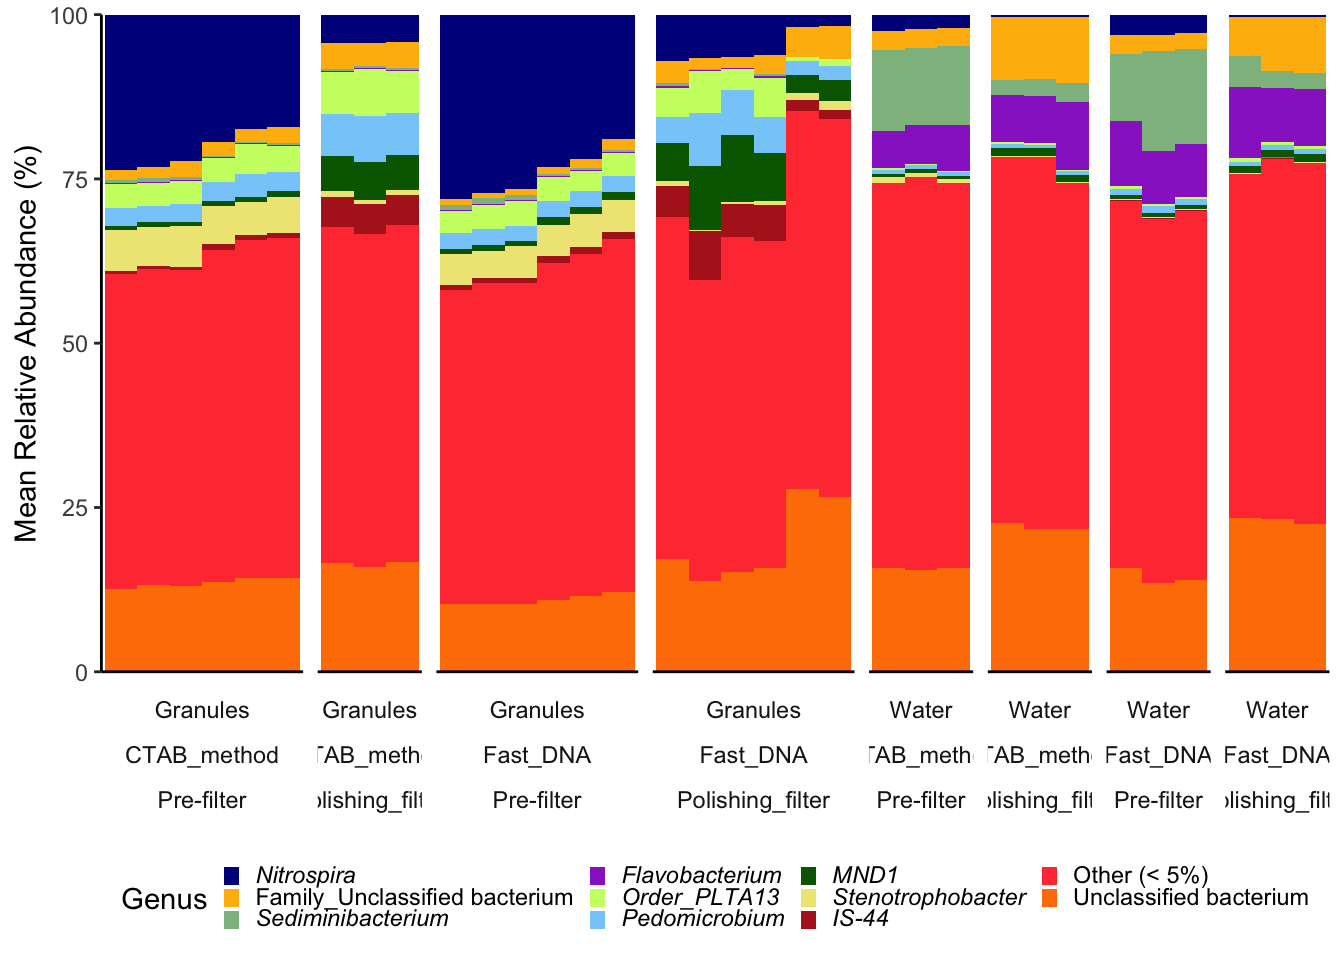 100
75
50
25
0
Mean Relative Abundance (%)
Granules Granules Granules Granules Water Water Water Water
CTAB_method TAB_meth Fast_DNA Fast_DNA TAB_meth TAB_meth Fast_DNA Fast_DNA
Pre-filter olishing_filt Pre-filter Polishing_filter Pre-filter olishing_filt Pre-filter olishing_filt
Genus
Nitrospira Flavobacterium MND1 Other (< 5%)
Family_Unclassified bacterium Order_PLTA13 Stenotrophobacter Unclassified bacterium
Sediminibacterium Pedomicrobium IS-44